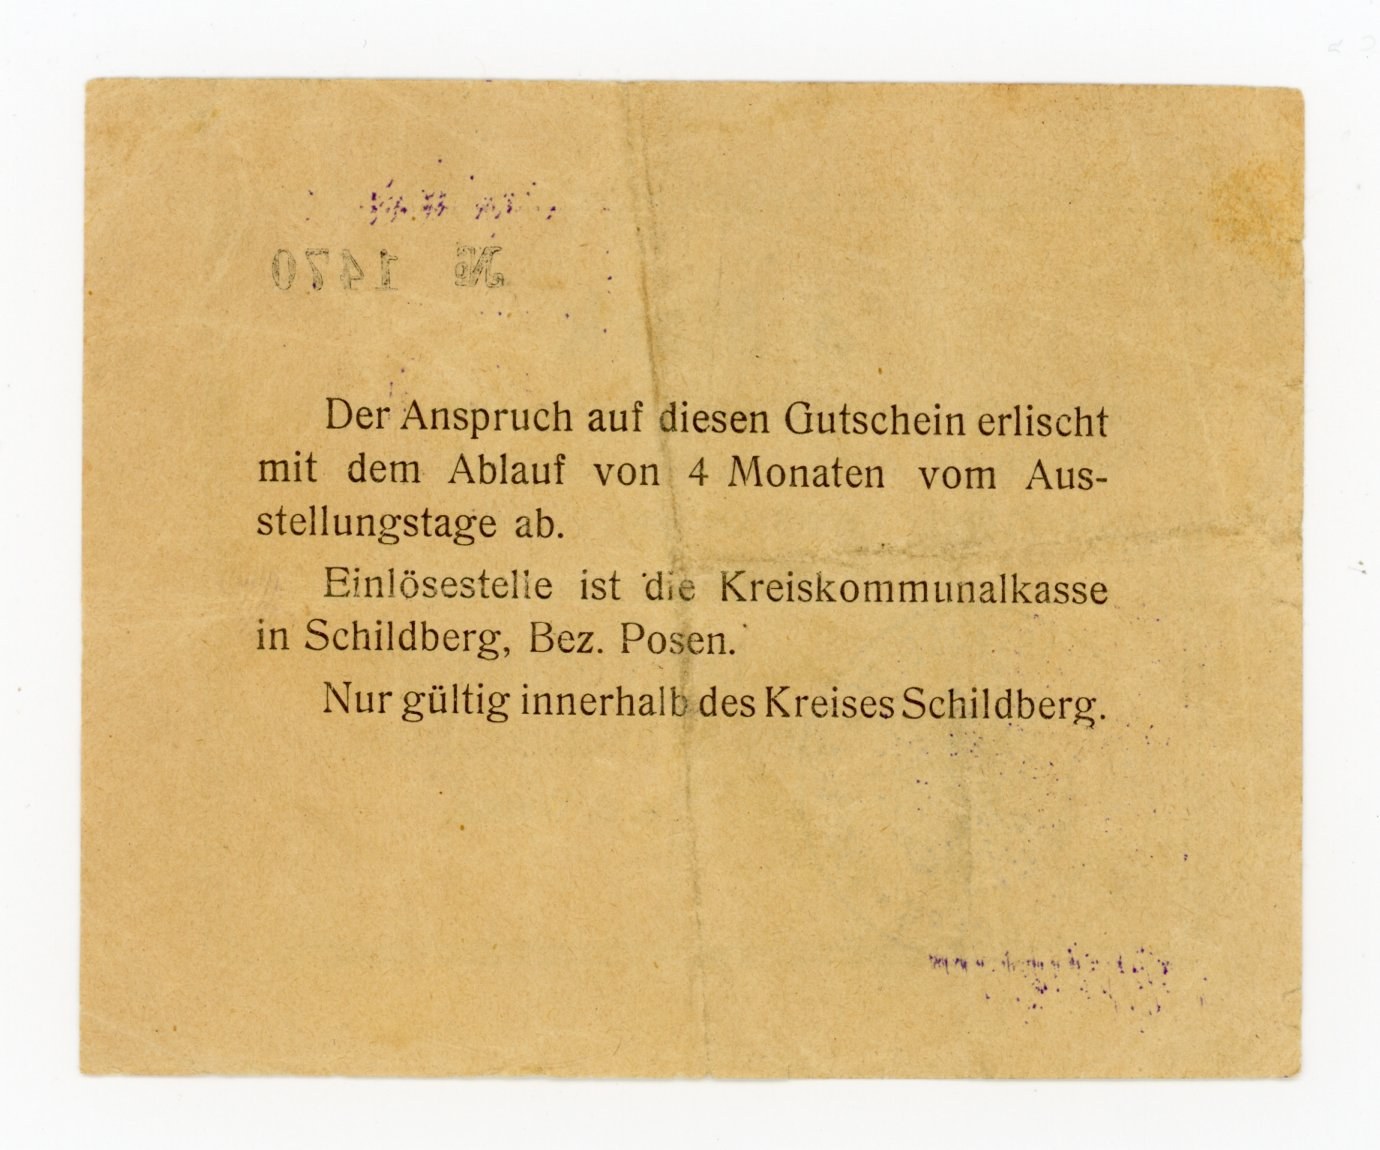 № 1470
Der Anspruch auf diesen Gutschein erlischt
mit dem Ablauf von 4 Monaten vom Aus-
stellungstage ab.
Einlösestelle ist die Kreiskommunalkasse
in Schildberg, Bez. Posen.
Nur gültig innerhalb des Kreises Schildberg.